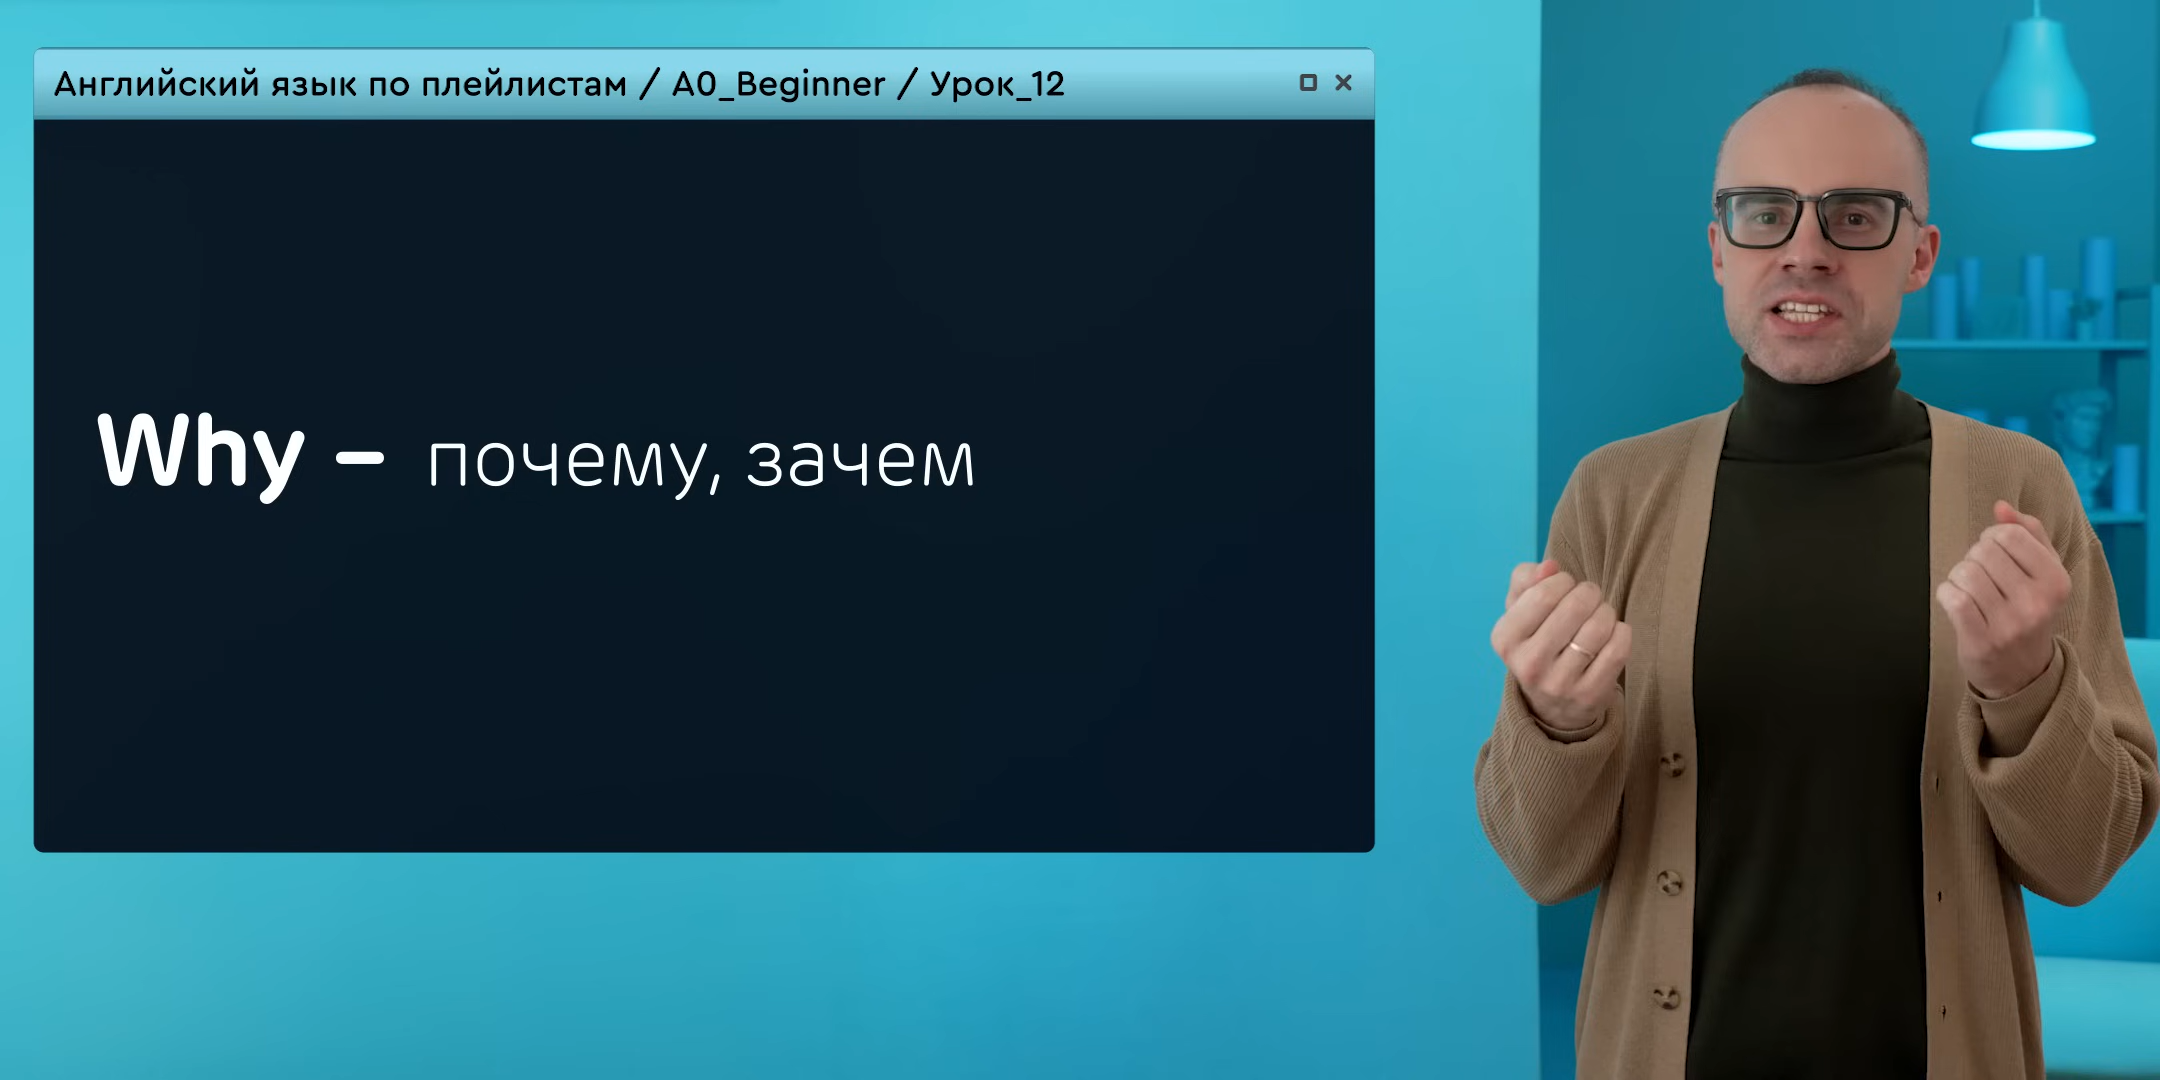 Английский язык по плейлистам / A0_Beginner / Урок_12
Why – почему, зачем